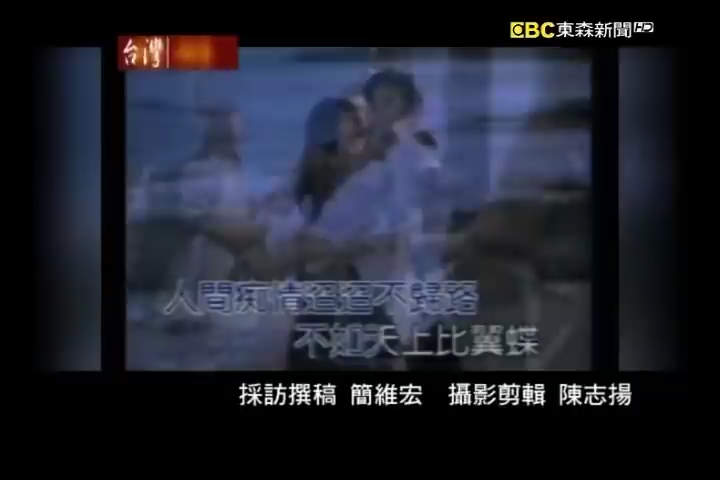 台灣
EBC東森新聞HD
人間痴情迢迢不歸路
不如天上比翼蝶
採訪撰稿 簡維宏 攝影剪輯 陳志揚